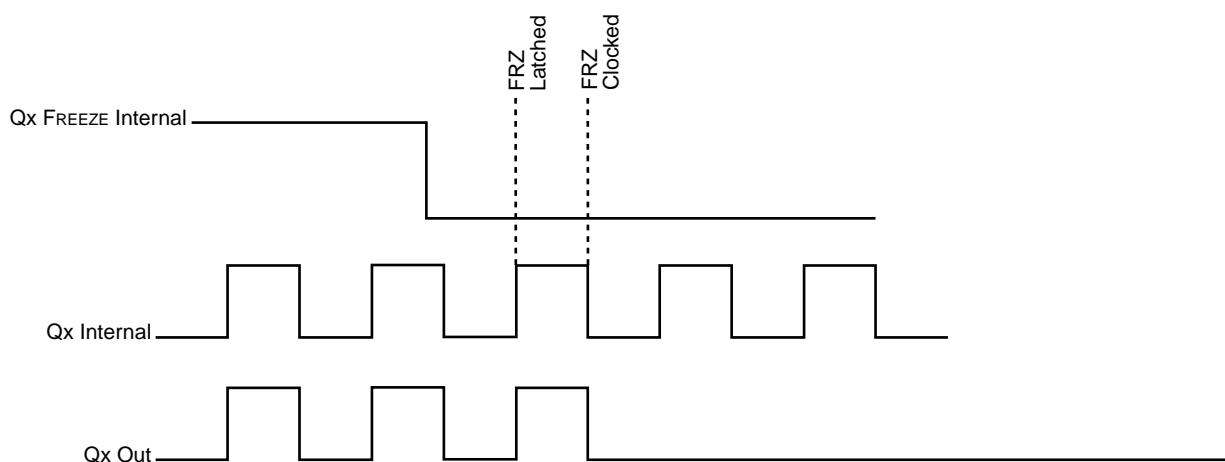 FRZ
Latched
FRZ
Clocked
Qx FREEZE Internal
Qx Internal
Qx Out